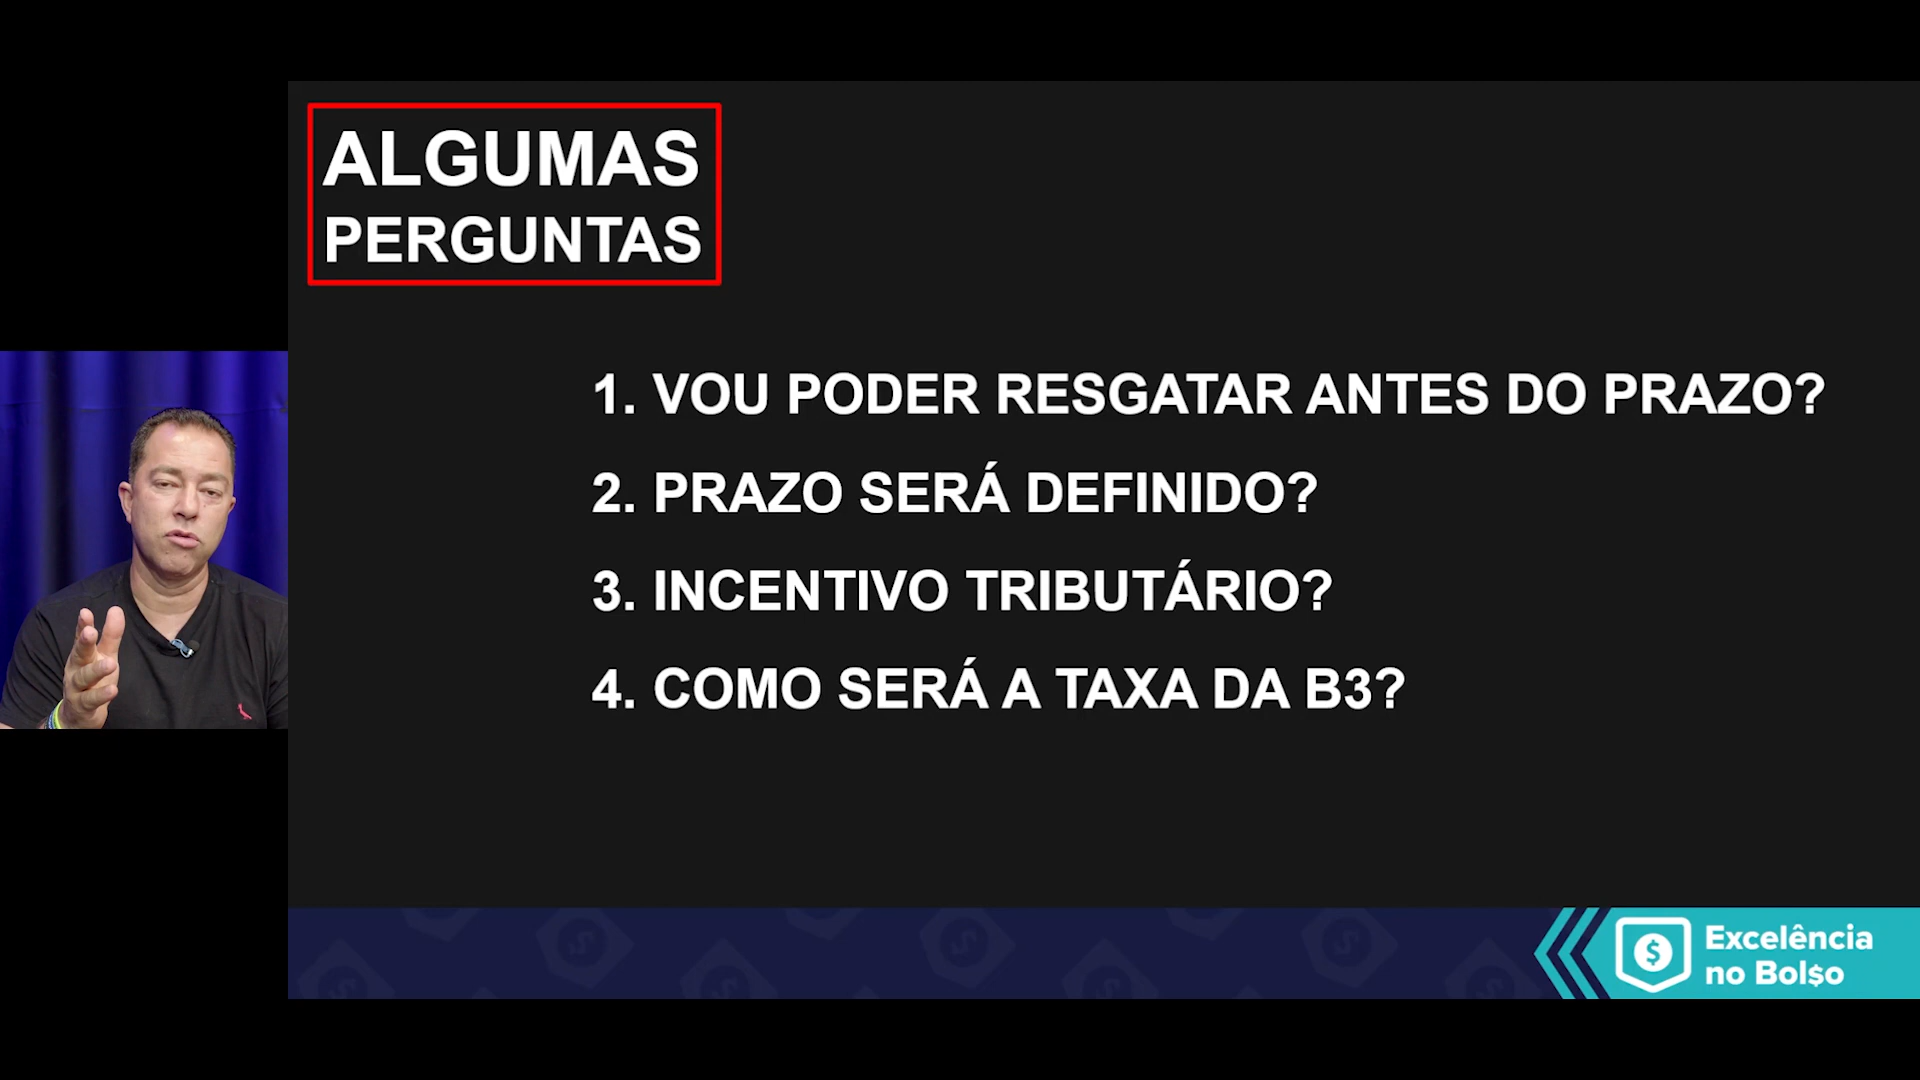 ALGUMAS
PERGUNTAS
1. VOU PODER RESGATAR ANTES DO PRAZO?
2. PRAZO SERÁ DEFINIDO?
3. INCENTIVO TRIBUTÁRIO?
4. COMO SERÁ A TAXA DA B3?
Excelência
no Bol$o